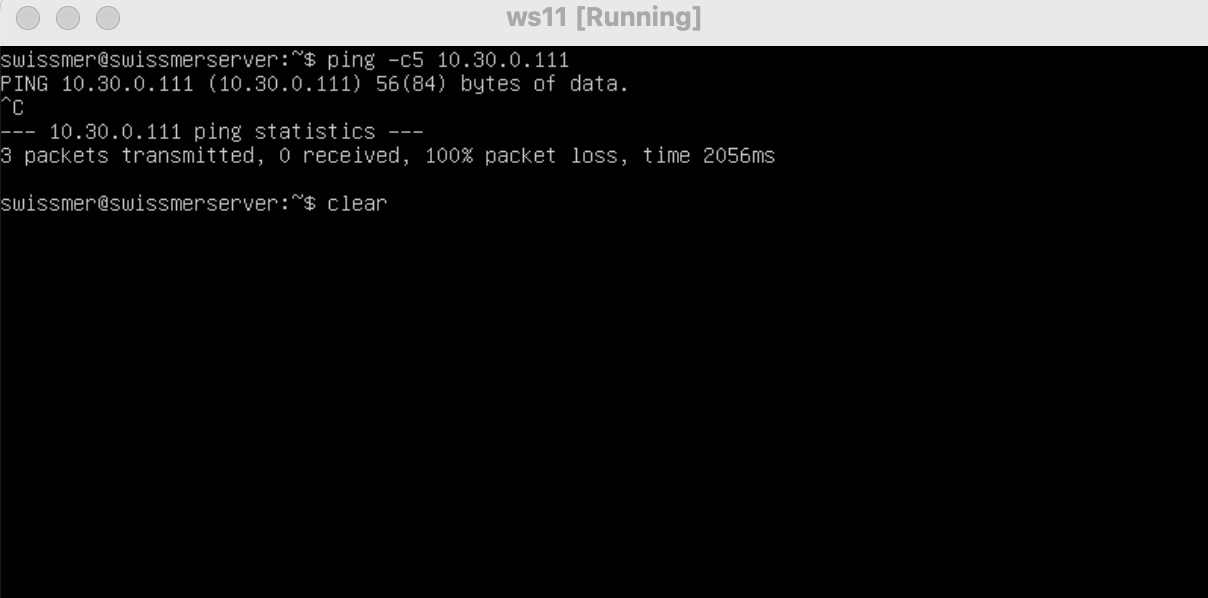 ws11 [Running]
swissmer@swissmerserver:~$ ping -c5 10.30.0.111
PING 10.30.0.111 (10.30.0.111) 56(84) bytes of data.
^C
--- 10.30.0.111 ping statistics ---
3 packets transmitted, 0 received, 100% packet loss, time 2056ms
swissmer@swissmerserver:~$ clear